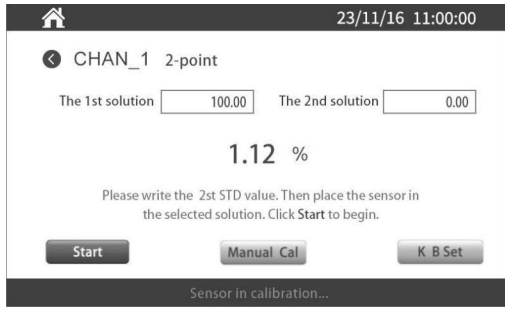 23/11/16 11:00:00
CHAN_1 2-point
The 1st solution 100.00 The 2nd solution 0.00
1.12 %
Please write the 2st STD value. Then place the sensor in
the selected solution. Click Start to begin.
Start Manual Cal K B Set
Sensor in calibration...